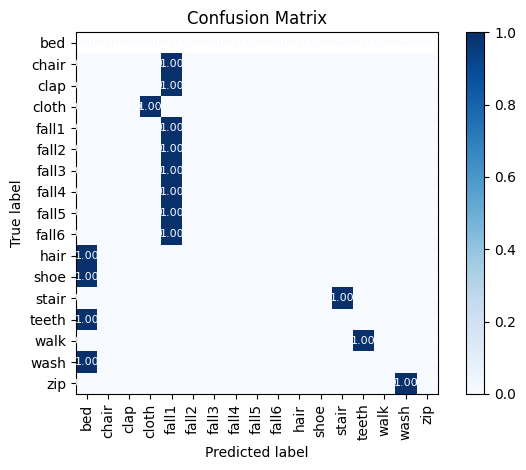 Confusion Matrix
True label
bed
chair 1.00
clap 1.00
cloth 1.00
fall1 1.00
fall2 1.00
fall3 1.00
fall4 1.00
fall5 1.00
fall6 1.00
hair 1.00
shoe 1.00
stair 1.00
teeth 1.00
walk 1.00
wash 1.00
zip 1.00
bed chair clap cloth fall1 fall2 fall3 fall4 fall5 fall6 hair shoe stair teeth walk wash zip
Predicted label
1.0
0.8
0.6
0.4
0.2
0.0